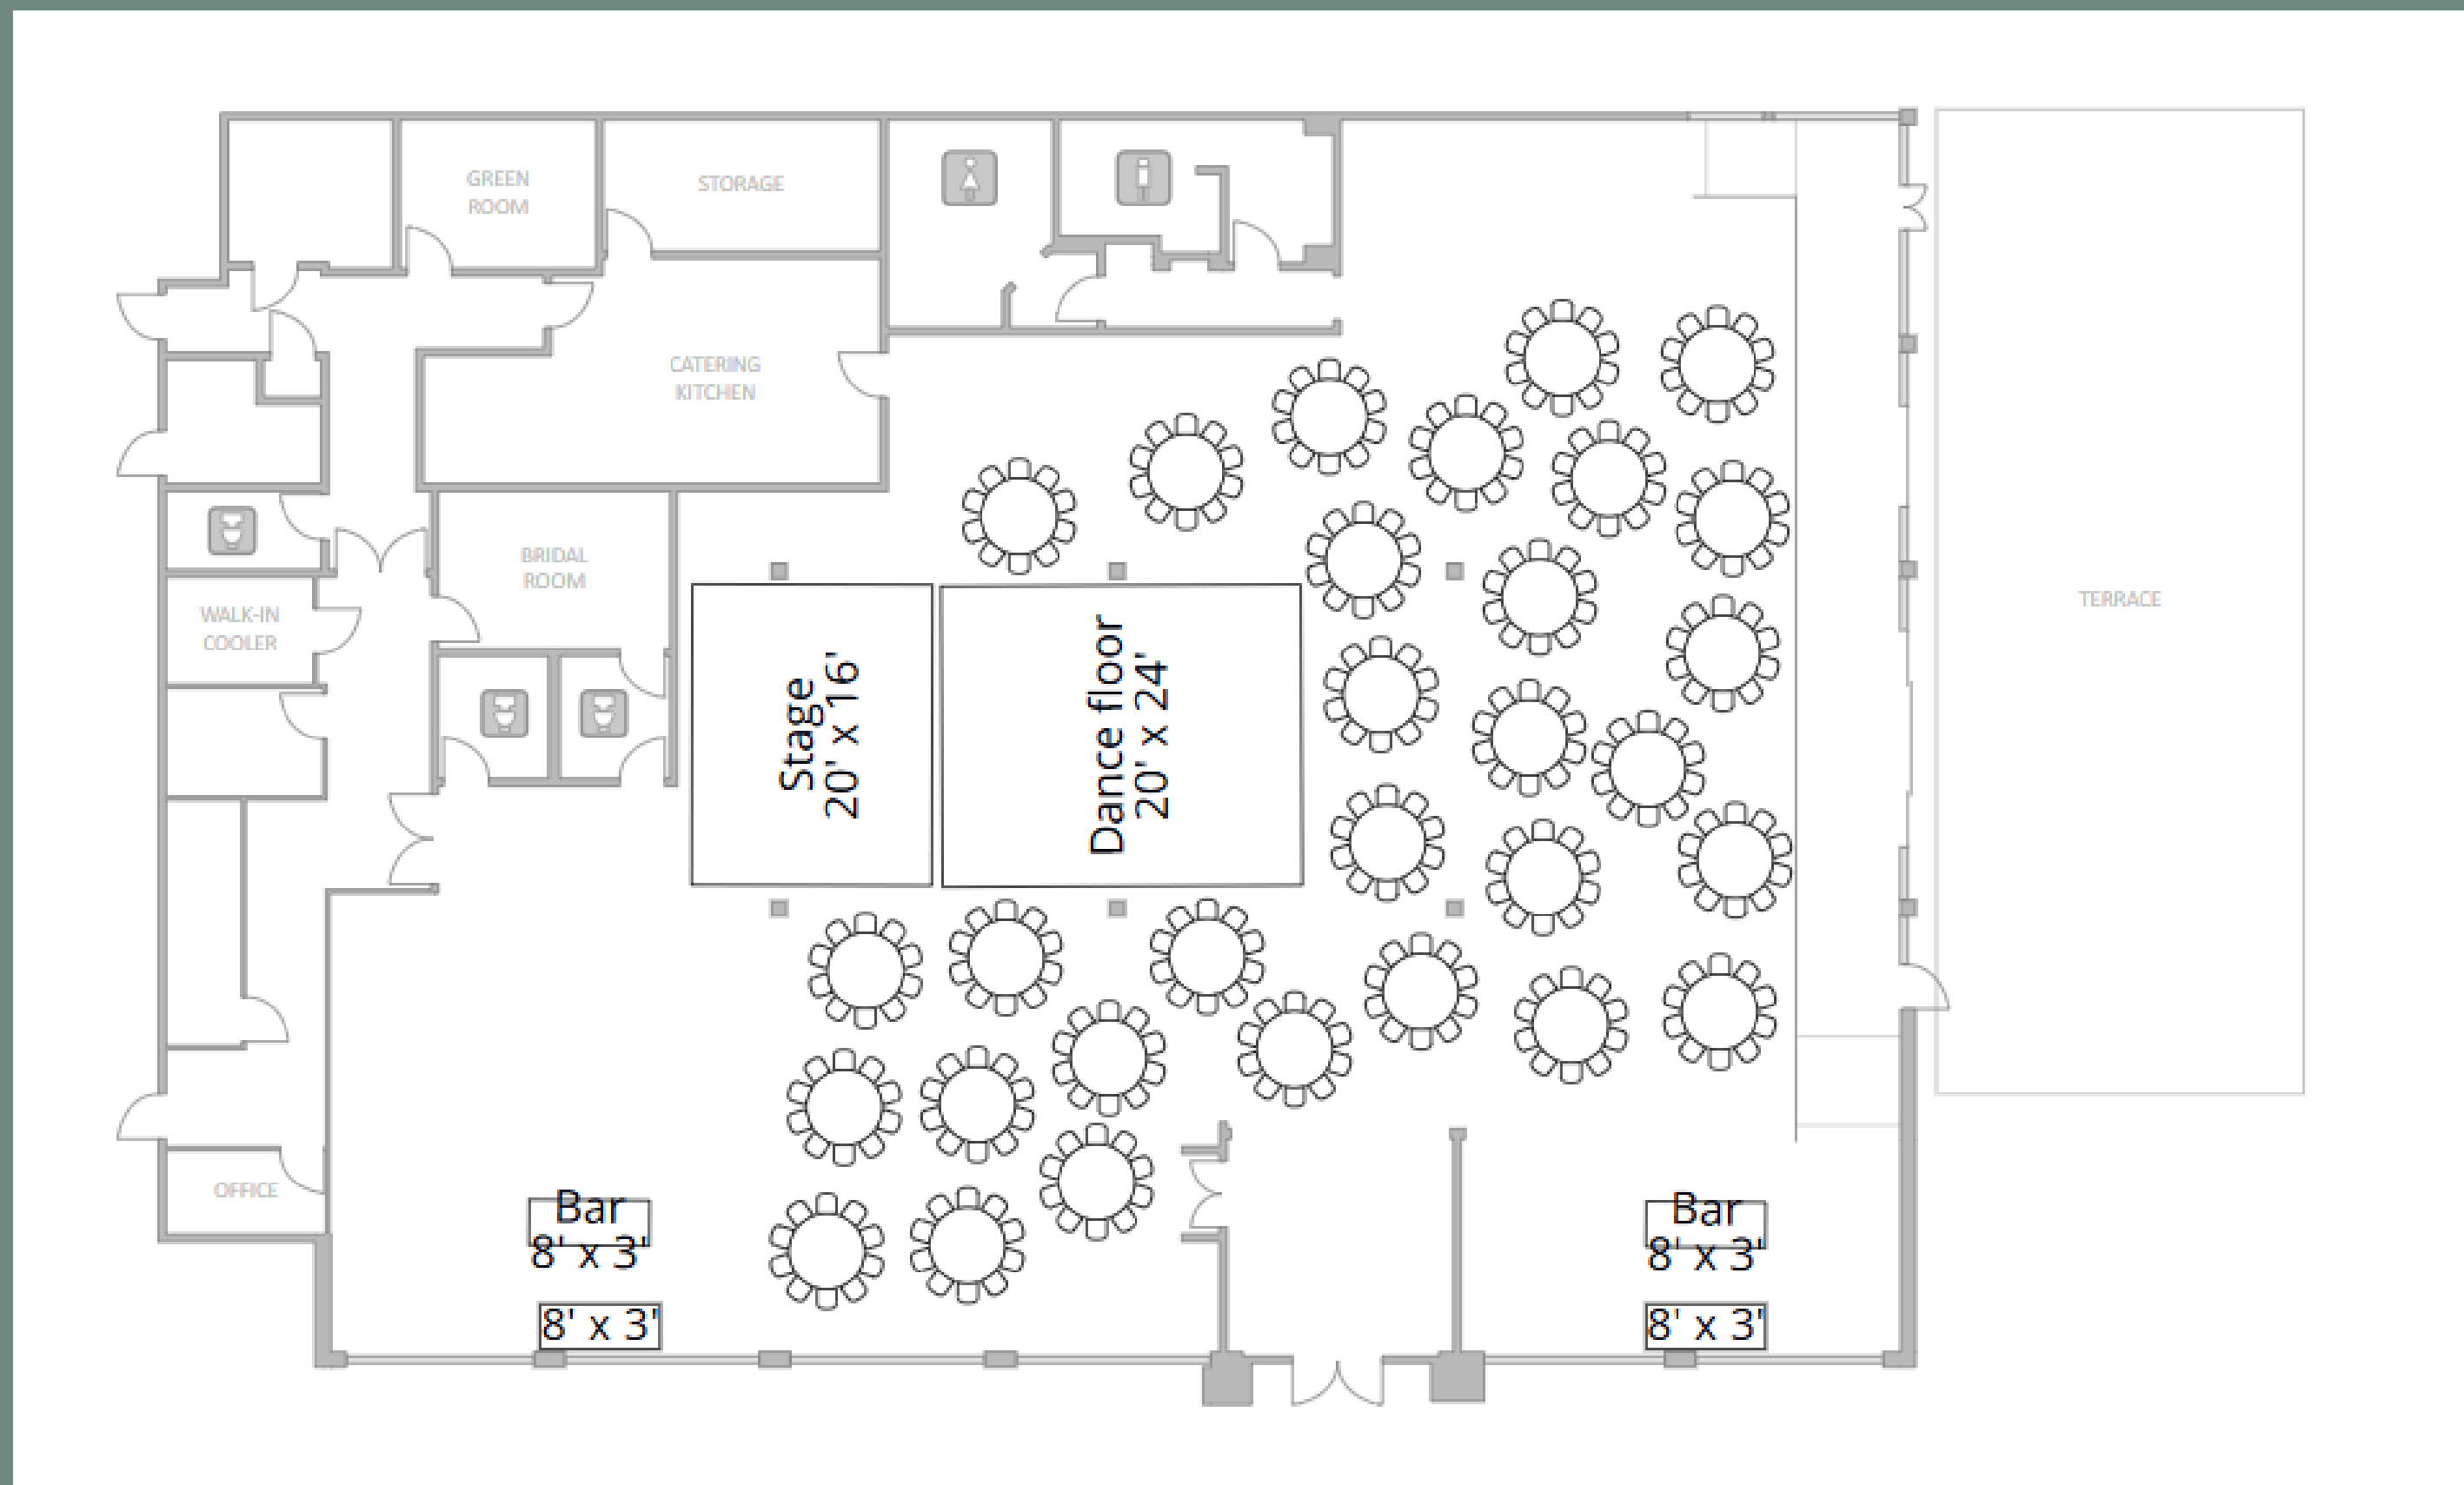 GREEN
ROOM
STORAGE
CATERING
KITCHEN
BRIDAL
ROOM
WALK-IN
COOLER
Stage
20' x 16'
Dance floor
20' x 24'
TERRACE
OFFICE
Bar
8' x 3'
8' x 3'
Bar
8' x 3'
8' x 3'